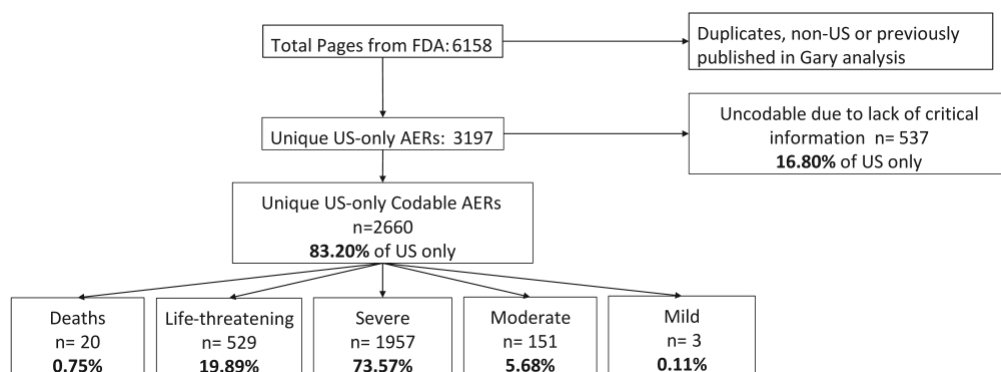 Total Pages from FDA: 6158
Duplicates, non-US or previously
published in Gary analysis
Unique US-only AERs: 3197
Uncodable due to lack of critical
information n= 537
16.80% of US only
Unique US-only Codable AERs
n=2660
83.20% of US only
Deaths
n= 20
0.75%
Life-threatening
n= 529
19.89%
Severe
n= 1957
73.57%
Moderate
n= 151
5.68%
Mild
n= 3
0.11%